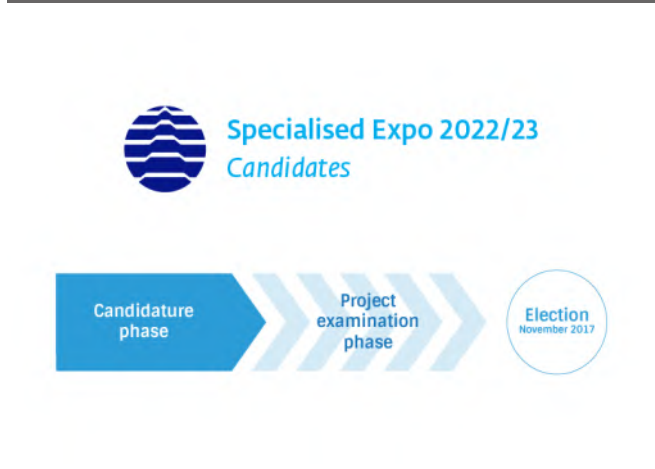 Specialised Expo 2022/23
Candidates
Candidature
phase
Project
examination
phase
Election
November 2017